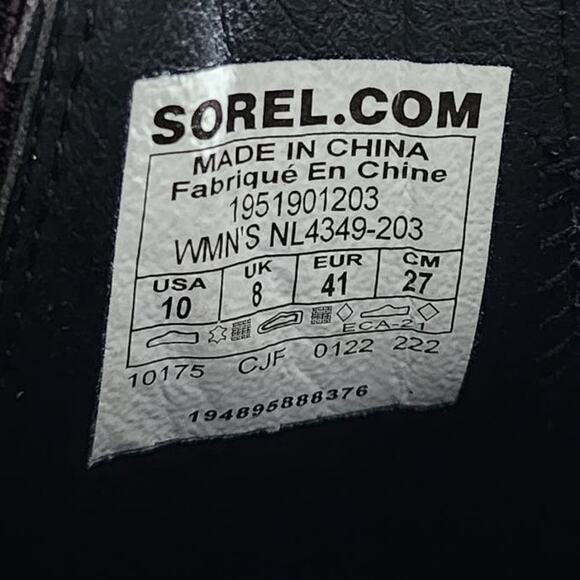 SOREL.COM
MADE IN CHINA
Fabriqué En Chine
1951901203
WMN'S NL4349-203
USA UK EUR CM
10 8 41 27
ECA-21
10175 CJF 0122 222
194895888376